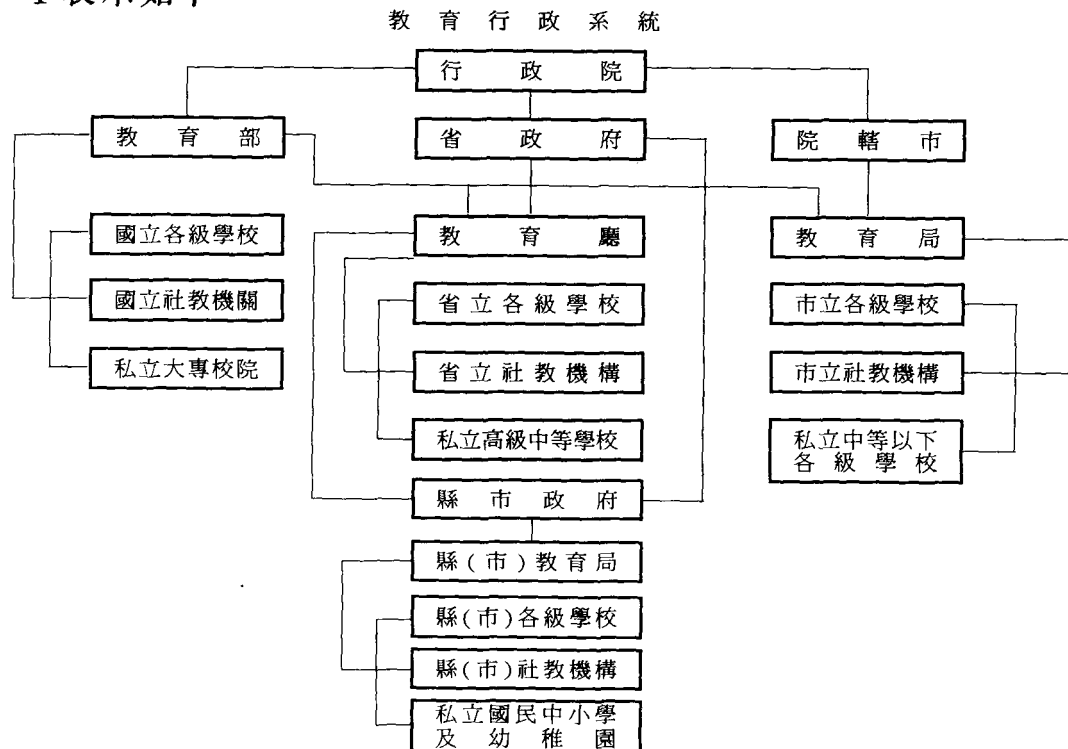 教育行政系統
行政院
教育部
省政府
院轄市
國立各級學校
教育廳
教育局
國立社教機關
省立各級學校
市立各級學校
私立大專校院
省立社教機構
市立社教機構
私立高級中等學校
私立中等以下
各級學校
縣市政府
縣(市)教育局
縣(市)各級學校
縣(市)社教機構
私立國民中小學
及幼稚園